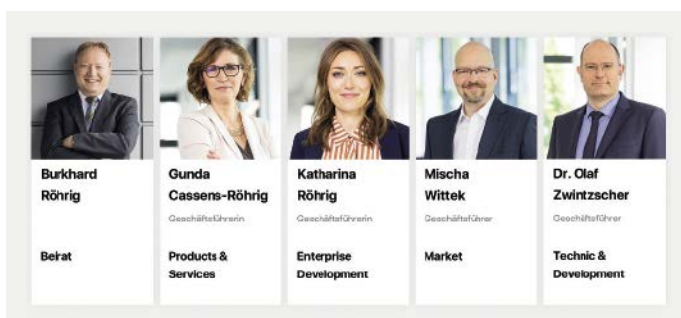 Burkhard
Röhrig
Beirat
Gunda
Cassens-Röhrig
Geschäftsführerin
Products &
Services
Katharina
Röhrig
Geschäftsführerin
Enterprise
Development
Mischa
Wittek
Geschäftsführer
Market
Dr. Olaf
Zwintzscher
Geschäftsführer
Technic &
Development